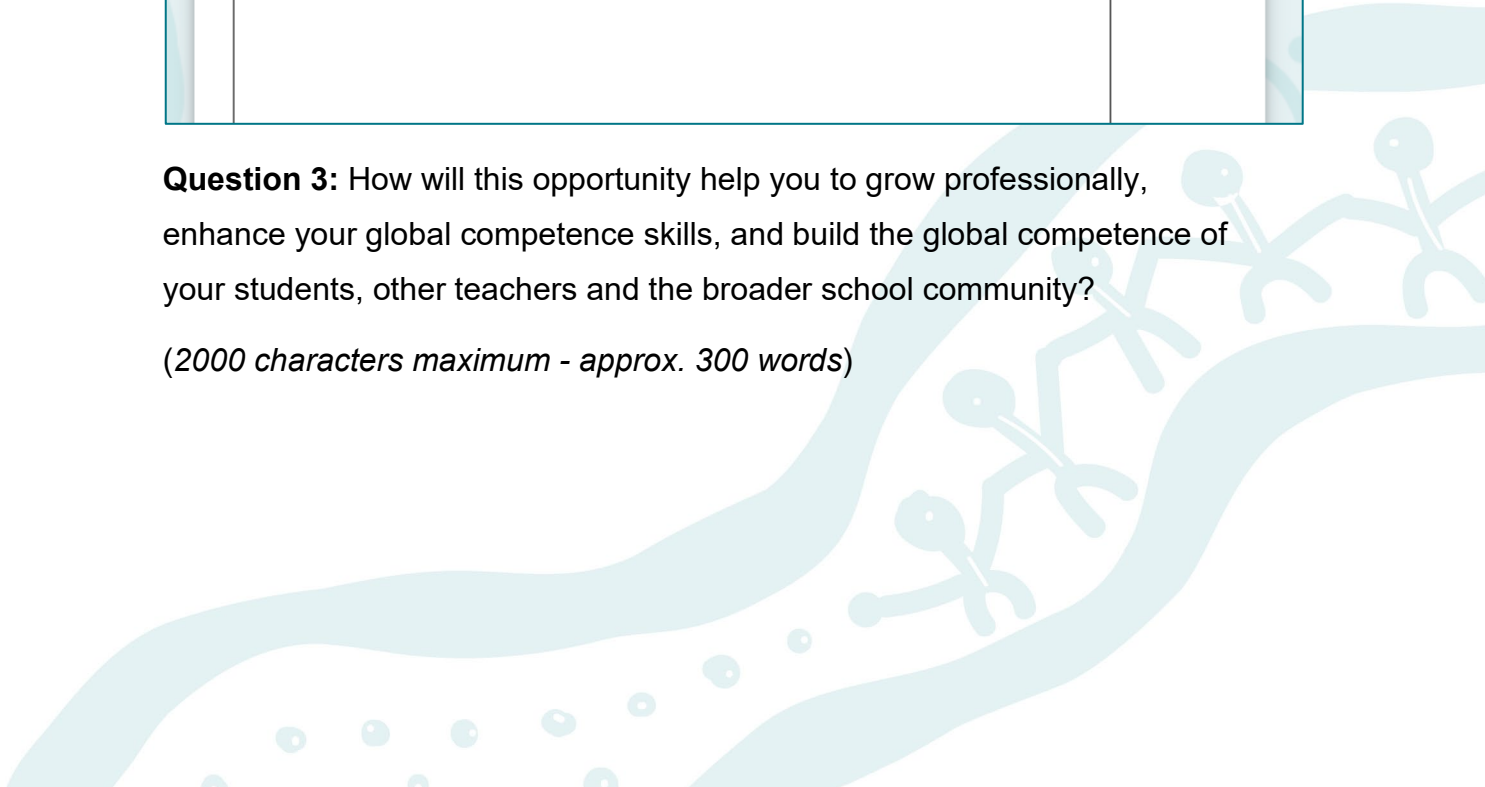 Question 3: How will this opportunity help you to grow professionally,
enhance your global competence skills, and build the global competence of
your students, other teachers and the broader school community?
(2000 characters maximum - approx. 300 words)